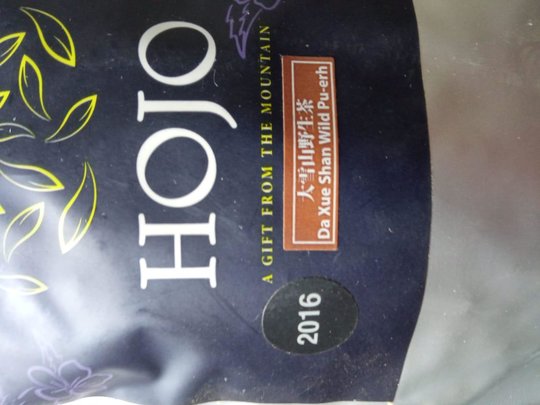 HOJO
A GIFT FROM THE MOUNTAIN
大雪山野生茶
Da Xue Shan Wild Pu-erh
2016